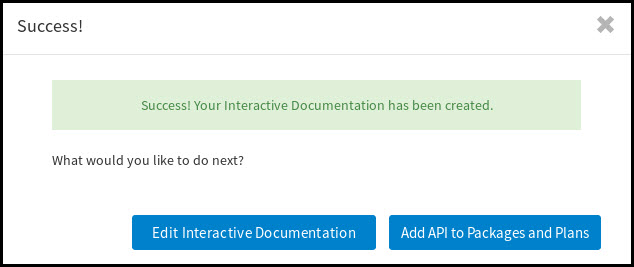 Success!
Success! Your Interactive Documentation has been created.
What would you like to do next?
Edit Interactive Documentation
Add API to Packages and Plans